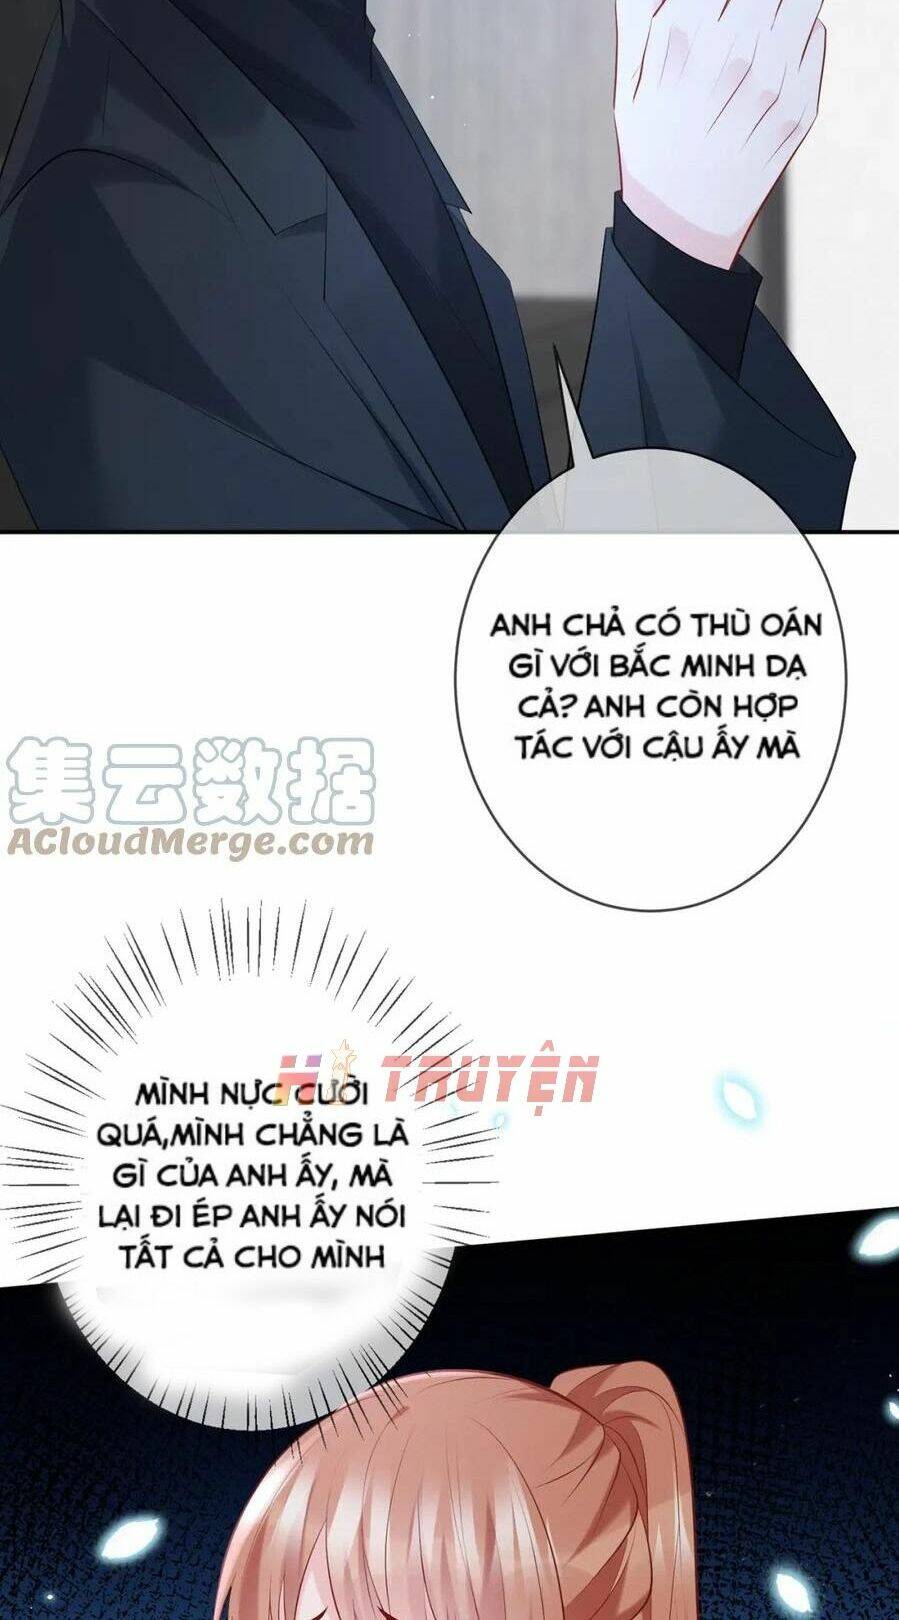 ANH CHẢ CÓ THÙ OÁN
GÌ VỚI BẮC MINH DẠ
CẢ? ANH CÒN HỢP
TÁC VỚI CẬU ẤY MÀ
集云数据
ACloudMerge.com
HI TRUYỆN
MÌNH NỰC CƯỜI
QUÁ,MÌNH CHẲNG LÀ
GÌ CỦA ANH ẤY, MÀ
LẠI ĐI ÉP ANH ẤY NÓI
TẤT CẢ CHO MÌNH